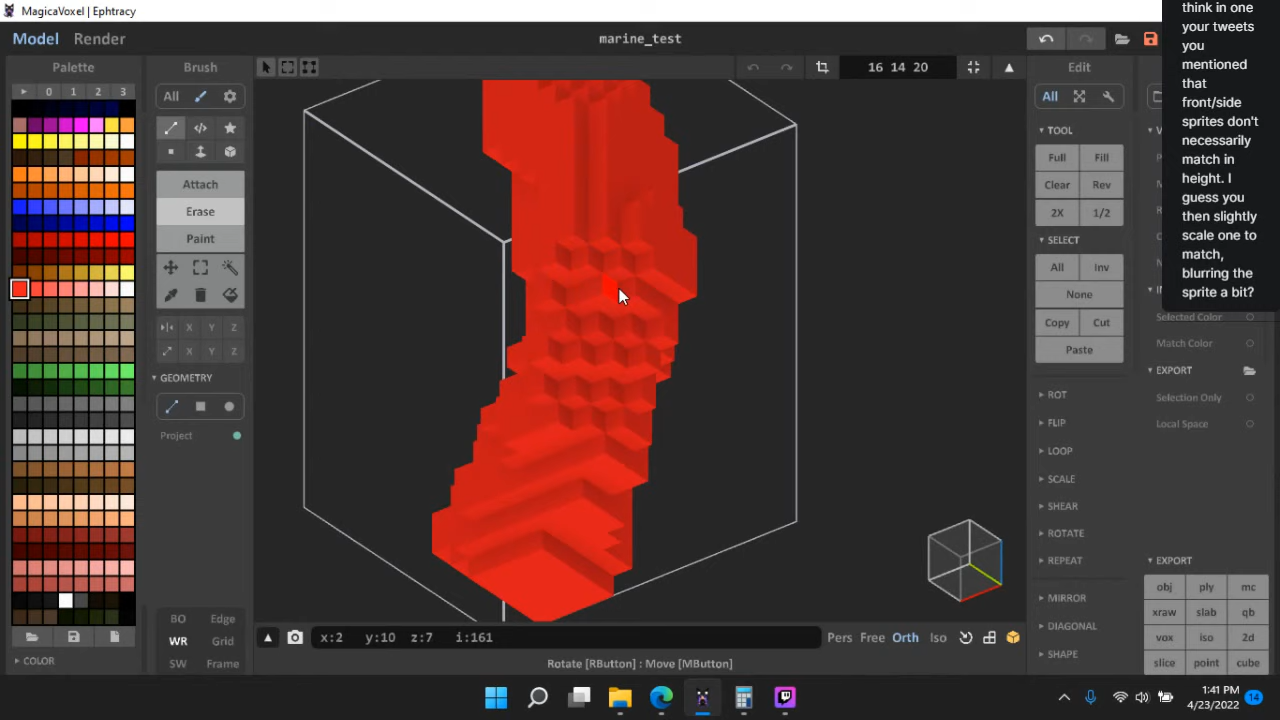 MagicaVoxel | Ephtracy
Model Render
marine_test
Palette
0 1 2 3
COLOR
Brush
All
Attach
Erase
Paint
X Y Z
X Y Z
GEOMETRY
Project
BO Edge
WR Grid
SW Frame
16 14 20
x:2 y:10 z:7 i:161
Pers Free Orth Iso
Rotate [RButton] : Move [MButton]
Edit
All
TOOL
Full Fill
Clear Rev
2X 1/2
SELECT
All Inv
None
Copy Cut
Paste
ROT
FLIP
LOOP
SCALE
SHEAR
ROTATE
REPEAT
MIRROR
DIAGONAL
SHAPE
think in one
your tweets
you
mentioned
that
front/side
sprites don't
necessarily
match in
height. I
guess you
then slightly
scale one to
match,
blurring the
sprite a bit?
Selected Color
Match Color
EXPORT
Selection Only
Local Space
EXPORT
obj ply mc
xraw slab qb
vox iso 2d
slice point cube
1:41 PM
4/23/2022
14